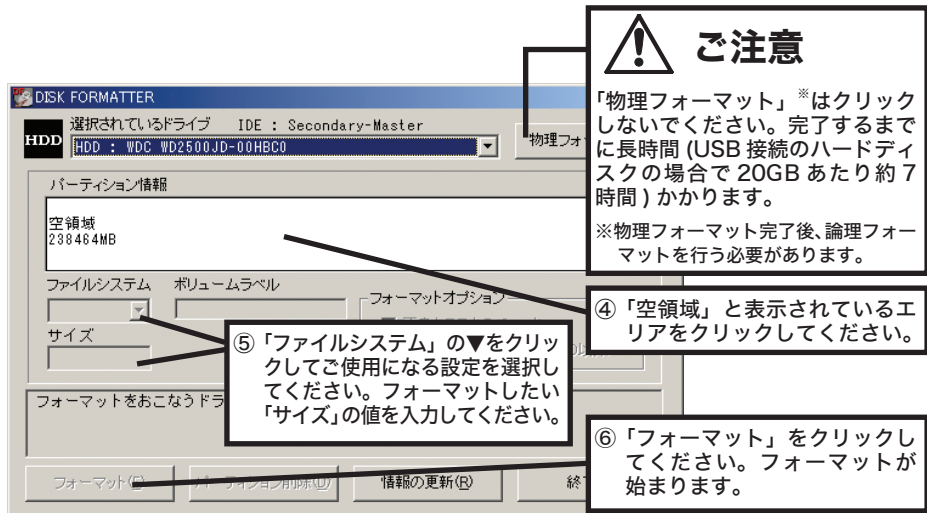 ご注意
「物理フォーマット」※はクリック
しないでください。完了するまで
に長時間 (USB 接続のハードディ
スクの場合で 20GB あたり約 7
時間 ) かかります。
※物理フォーマット完了後、論理フォー
マットを行う必要があります。
DISK FORMATTER
選択されているドライブ IDE : Secondary-Master
HDD
HDD : WDC WD2500JD-00HBC0
物理フォ
パーティション情報
空領域
238464MB
ファイルシステム ボリュームラベル
フォーマットオプション
サイズ
④「空領域」と表示されているエ
リアをクリックしてください。
⑤「ファイルシステム」の▼をクリッ
クしてご使用になる設定を選択し
てください。フォーマットしたい
「サイズ」の値を入力してください。
フォーマットをおこなうドラ
⑥「フォーマット」をクリックし
てください。フォーマットが
始まります。
フォーマット(F)
パーティション削除(D)
情報の更新(R)
終